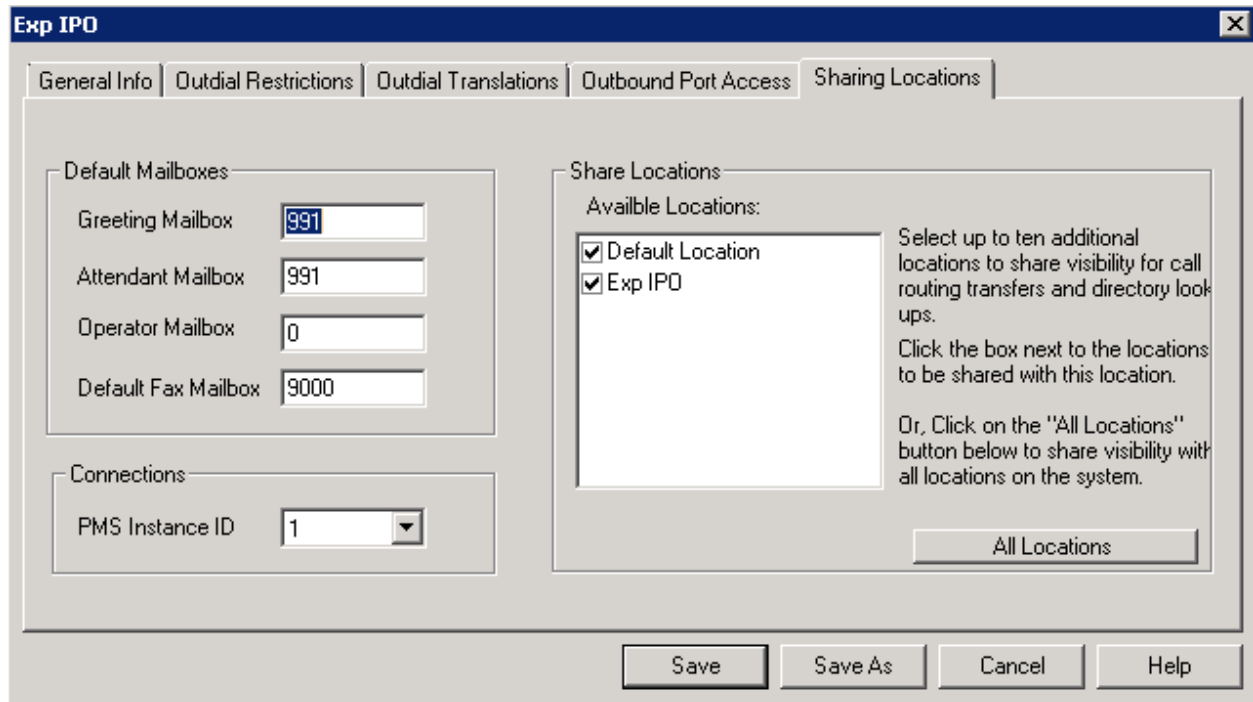 Exp IPO
General Info
Outdial Restrictions
Outdial Translations
Outbound Port Access
Sharing Locations
Default Mailboxes
Greeting Mailbox
991
Attendant Mailbox
991
Operator Mailbox
0
Default Fax Mailbox
9000
Connections
PMS Instance ID
1
Share Locations
Availble Locations:
Default Location
Exp IPO
Select up to ten additional
locations to share visibility for call
routing transfers and directory look
ups.
Click the box next to the locations
to be shared with this location.
Or, Click on the "All Locations"
button below to share visibility with
all locations on the system.
All Locations
Save
Save As
Cancel
Help